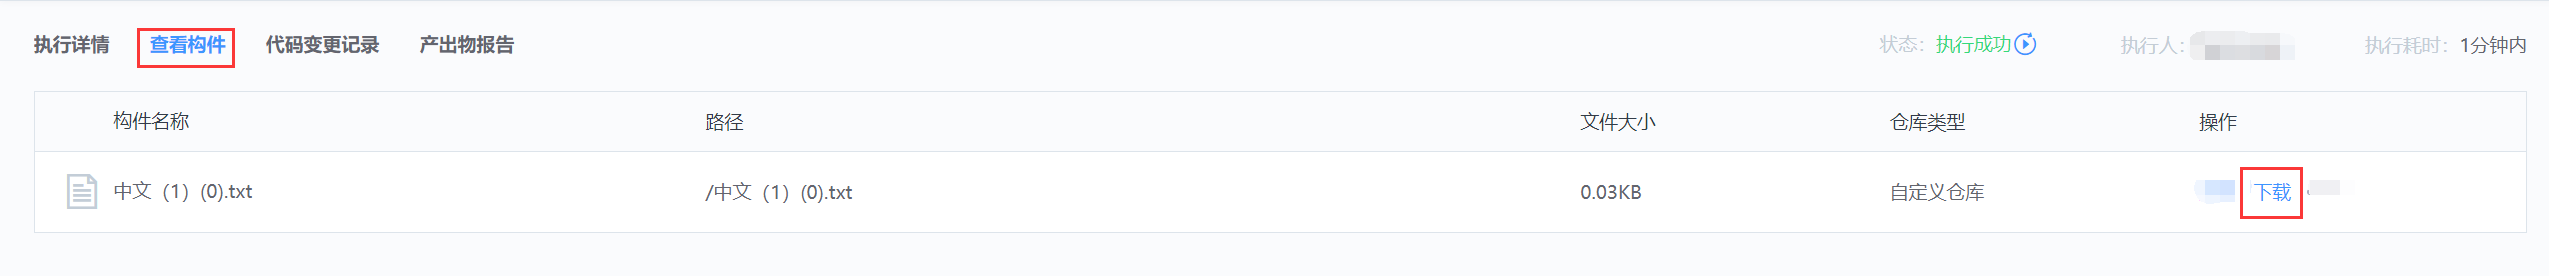 执行详情 查看构件 代码变更记录 产出物报告 状态： 执行成功 执行人： 执行耗时： 1分钟内
构件名称 路径 文件大小 仓库类型 操作
中文（1）(0).txt /中文（1）(0).txt 0.03KB 自定义仓库 下载